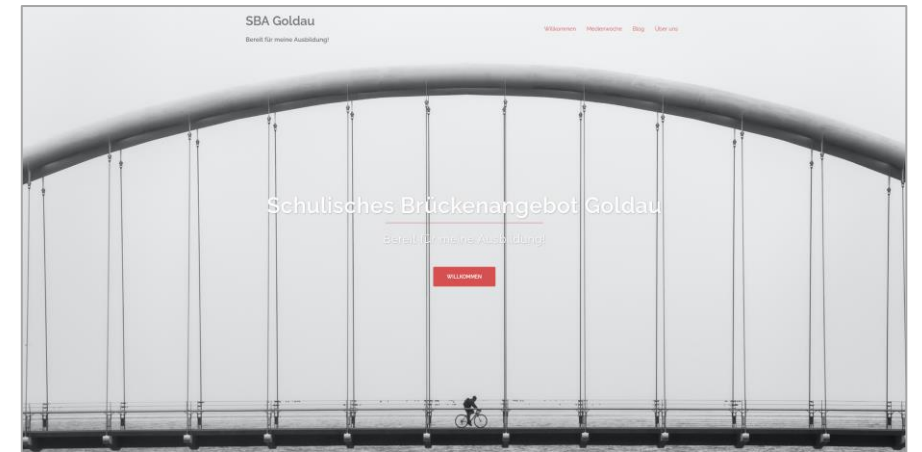 SBA Goldau
Bereit für meine Ausbildung!
Willkommen Medienwoche Blog Über uns
Schulisches Brückenangebot Goldau
Bereit für meine Ausbildung!
WILLKOMMEN